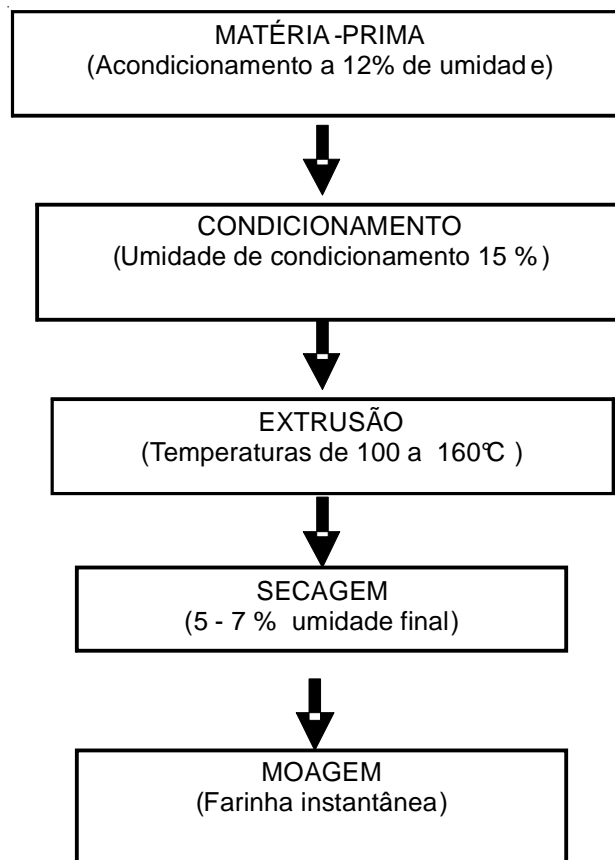 MATÉRIA-PRIMA
(Acondicionamento a 12% de umidade)
CONDICIONAMENTO
(Umidade de condicionamento 15 %)
EXTRUSÃO
(Temperaturas de 100 a 160°C )
SECAGEM
(5 - 7 % umidade final)
MOAGEM
(Farinha instantânea)